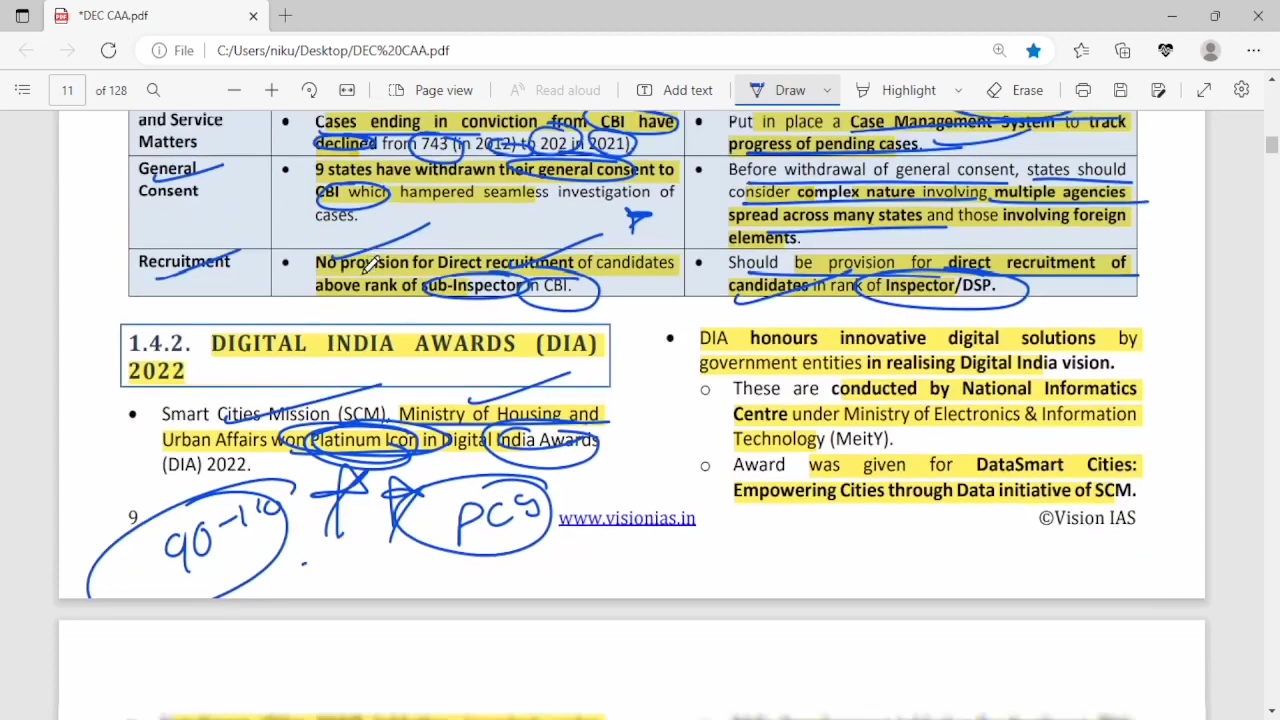 *DEC CAA.pdf
File
C:/Users/niku/Desktop/DEC%20CAA.pdf
11 of 128
Page view
Read aloud
Add text
Draw
Highlight
Erase
and Service
Matters
Cases ending in conviction from CBI have
declined from 743 (in 2012) to 202 in 2021)
Put in place a Case Management System to track
progress of pending cases.
General
Consent
9 states have withdrawn their general consent to
CBI which hampered seamless investigation of
cases.
Before withdrawal of general consent, states should
consider complex nature involving multiple agencies
spread across many states and those involving foreign
elements.
Recruitment
No provision for Direct recruitment of candidates
above rank of sub-Inspector in CBI.
Should be provision for direct recruitment of
candidates in rank of Inspector/DSP.
1.4.2. DIGITAL INDIA AWARDS (DIA)
2022
Smart Cities Mission (SCM), Ministry of Housing and
Urban Affairs won Platinum Icon in Digital India Awards
(DIA) 2022.
DIA honours innovative digital solutions by
government entities in realising Digital India vision.
These are conducted by National Informatics
Centre under Ministry of Electronics & Information
Technology (MeitY).
Award was given for DataSmart Cities:
Empowering Cities through Data initiative of SCM.
90-110
PCS
9
www.visionias.in
©Vision IAS